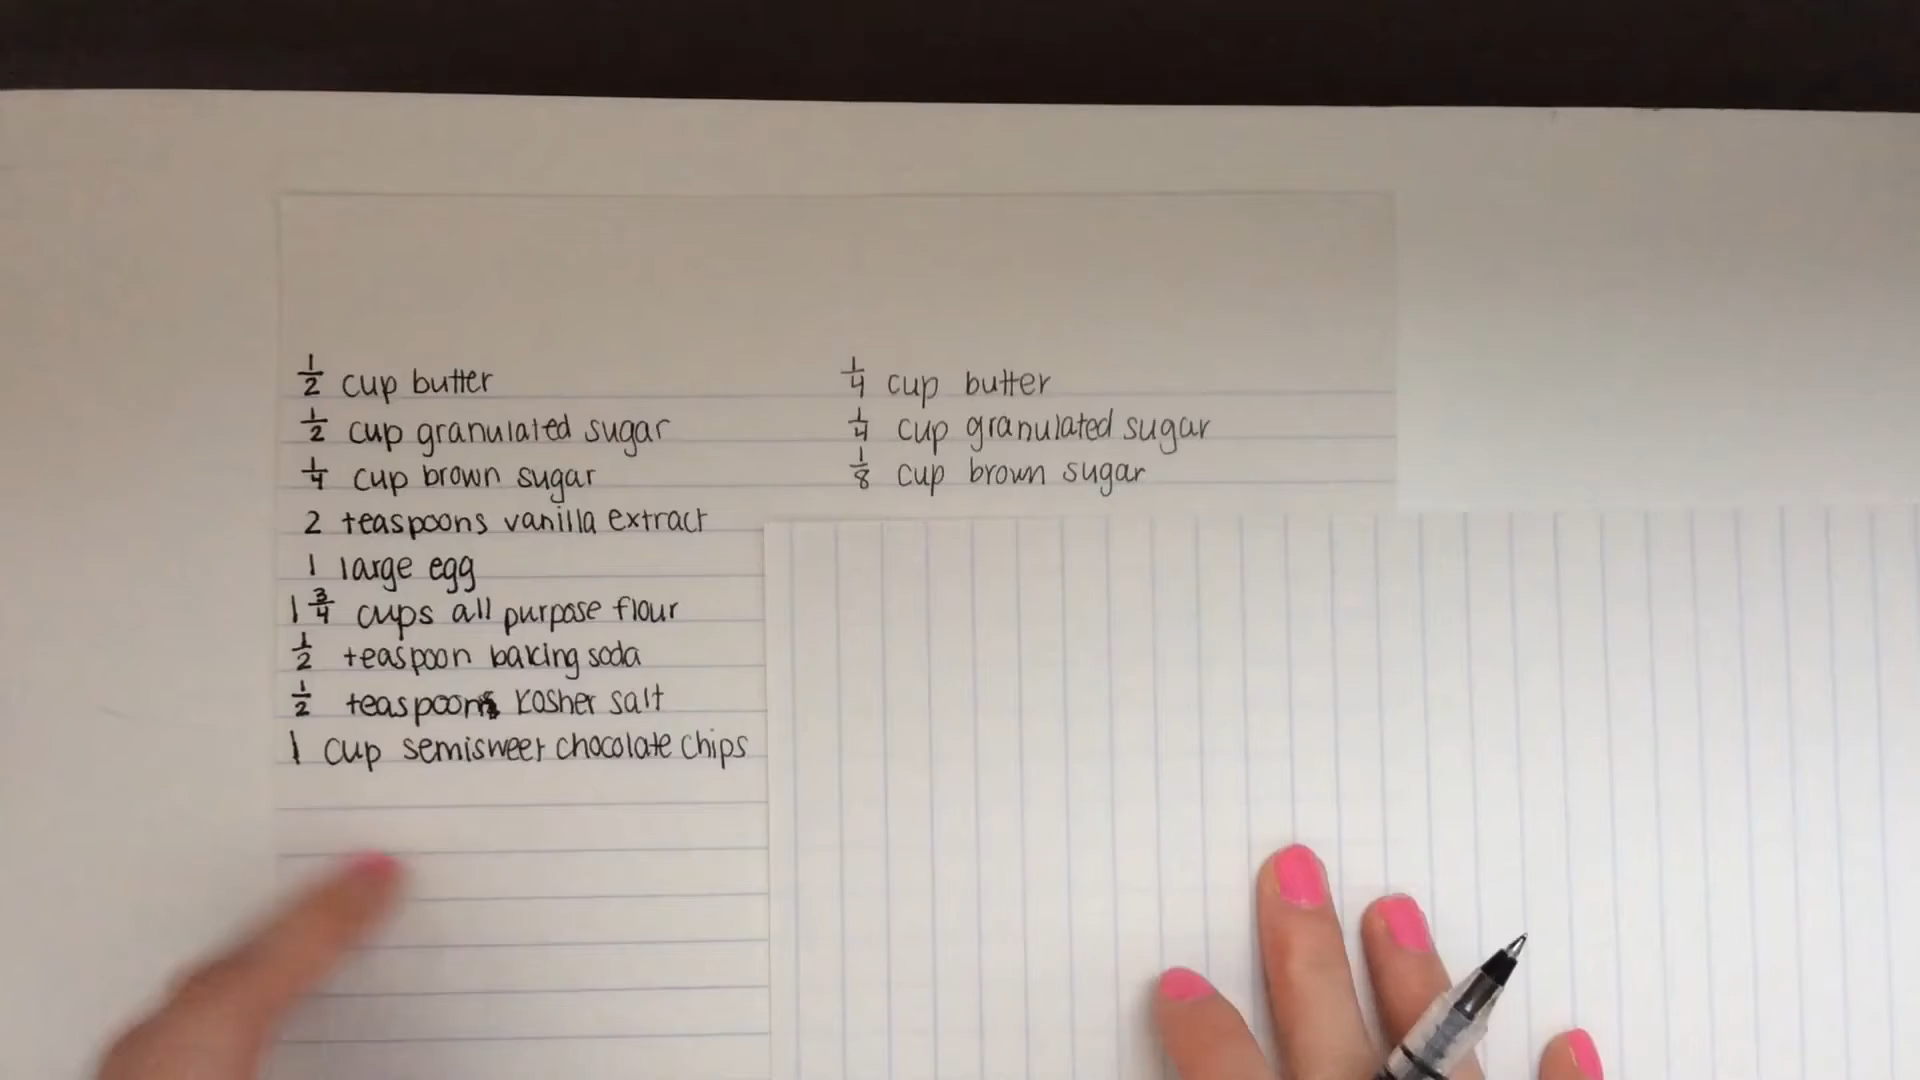 1/2 cup butter
1/2 cup granulated sugar
1/4 cup brown sugar
2 teaspoons vanilla extract
1 large egg
1 3/4 cups all purpose flour
1/2 teaspoon baking soda
1/2 teaspoon kosher salt
1 cup semisweet chocolate chips
1/4 cup butter
1/4 cup granulated sugar
1/8 cup brown sugar